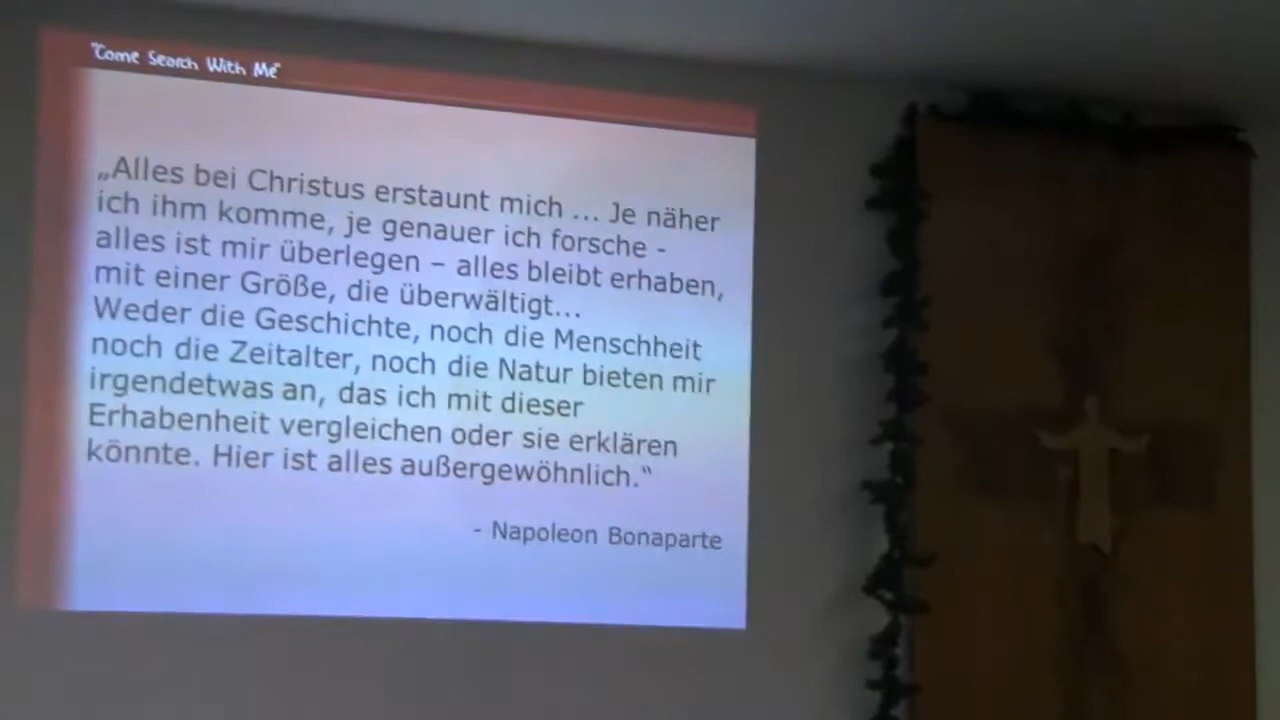 "Come Search With Me"
„Alles bei Christus erstaunt mich ... Je näher
ich ihm komme, je genauer ich forsche -
alles ist mir überlegen – alles bleibt erhaben,
mit einer Größe, die überwältigt...
Weder die Geschichte, noch die Menschheit
noch die Zeitalter, noch die Natur bieten mir
irgendetwas an, das ich mit dieser
Erhabenheit vergleichen oder sie erklären
könnte. Hier ist alles außergewöhnlich.“
- Napoleon Bonaparte